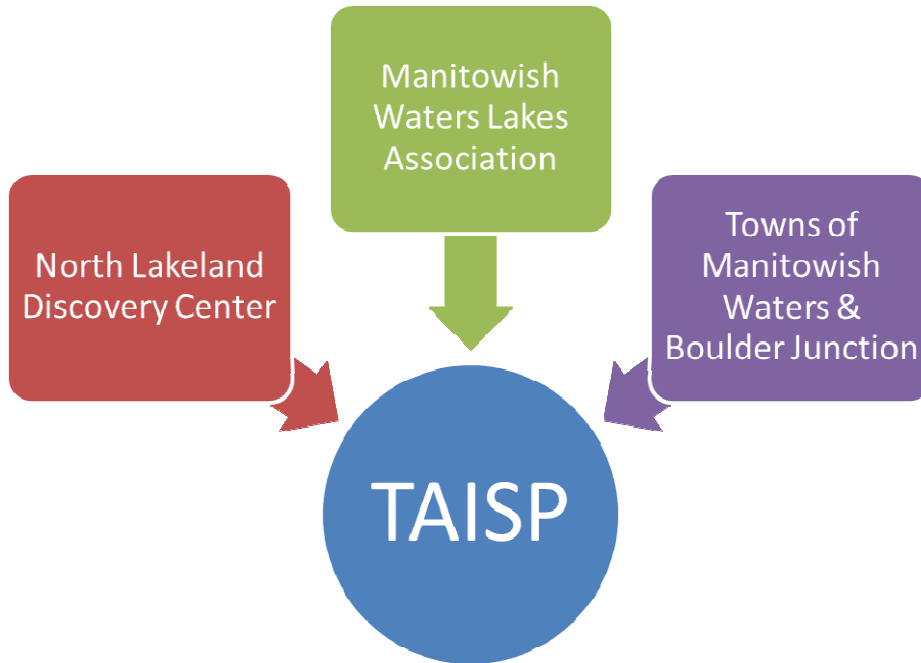 Manitowish
Waters Lakes
Association
North Lakeland
Discovery Center
Towns of
Manitowish
Waters &
Boulder Junction
TAISP